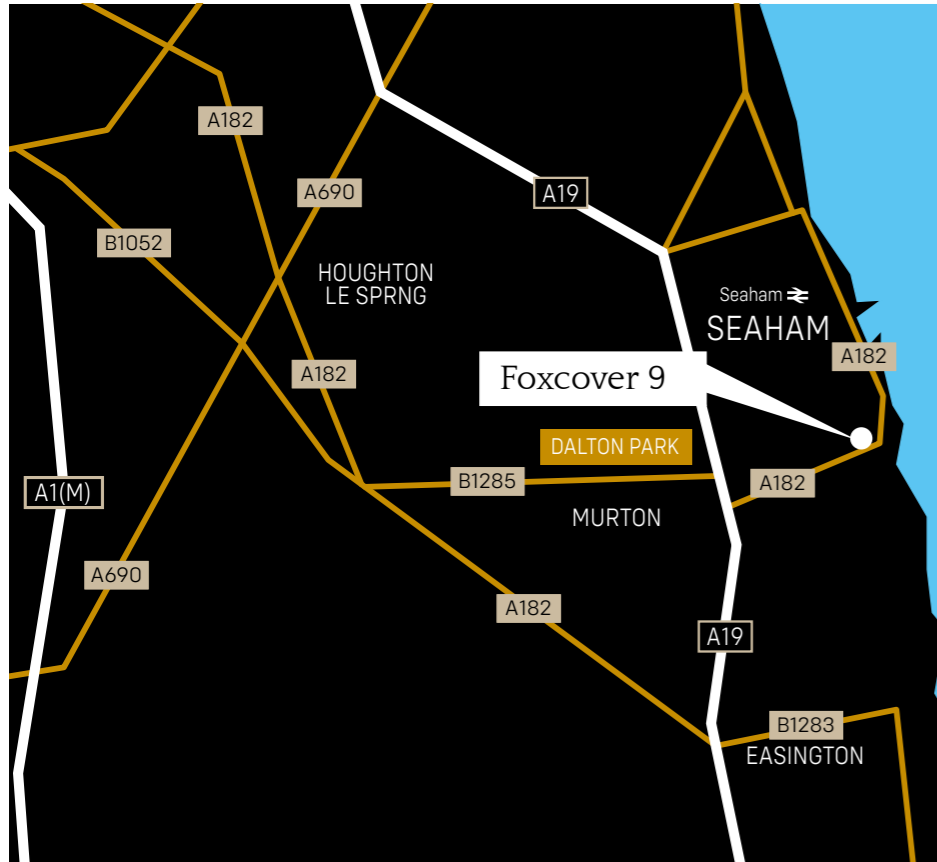 A182
A690
A19
B1052
HOUGHTON
LE SPRNG
Seaham
SEAHAM
A182
Foxcover 9
A182
DALTON PARK
B1285
A182
A1(M)
MURTON
A690
A182
A19
B1283
EASINGTON